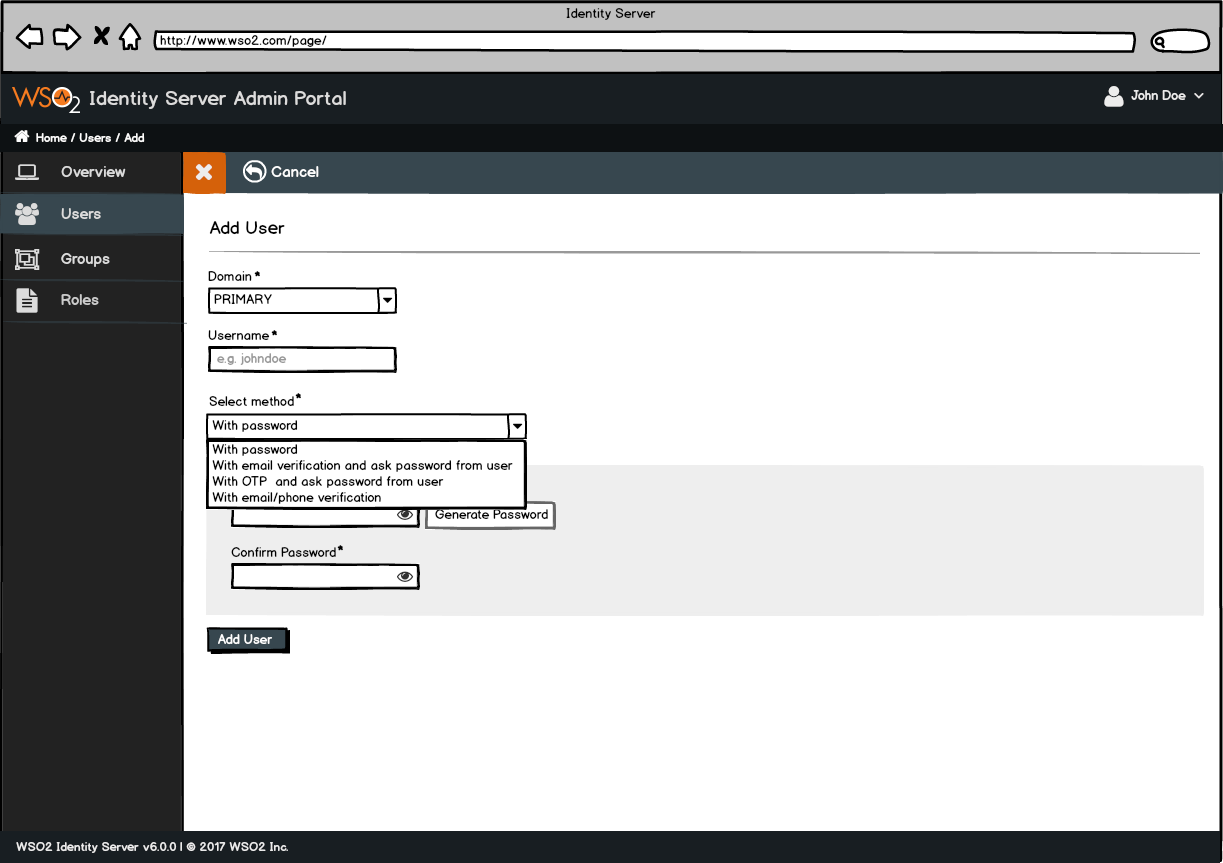 Identity Server
http://www.wso2.com/page/
WSO2 Identity Server Admin Portal
John Doe
Home / Users / Add
Overview
Cancel
Users
Groups
Roles
Add User
Domain *
PRIMARY
Username *
e.g. johndoe
Select method *
With password
With password
With email verification and ask password from user
With OTP and ask password from user
With email/phone verification
Generate Password
Confirm Password *
Add User
WSO2 Identity Server v6.0.0 | © 2017 WSO2 Inc.